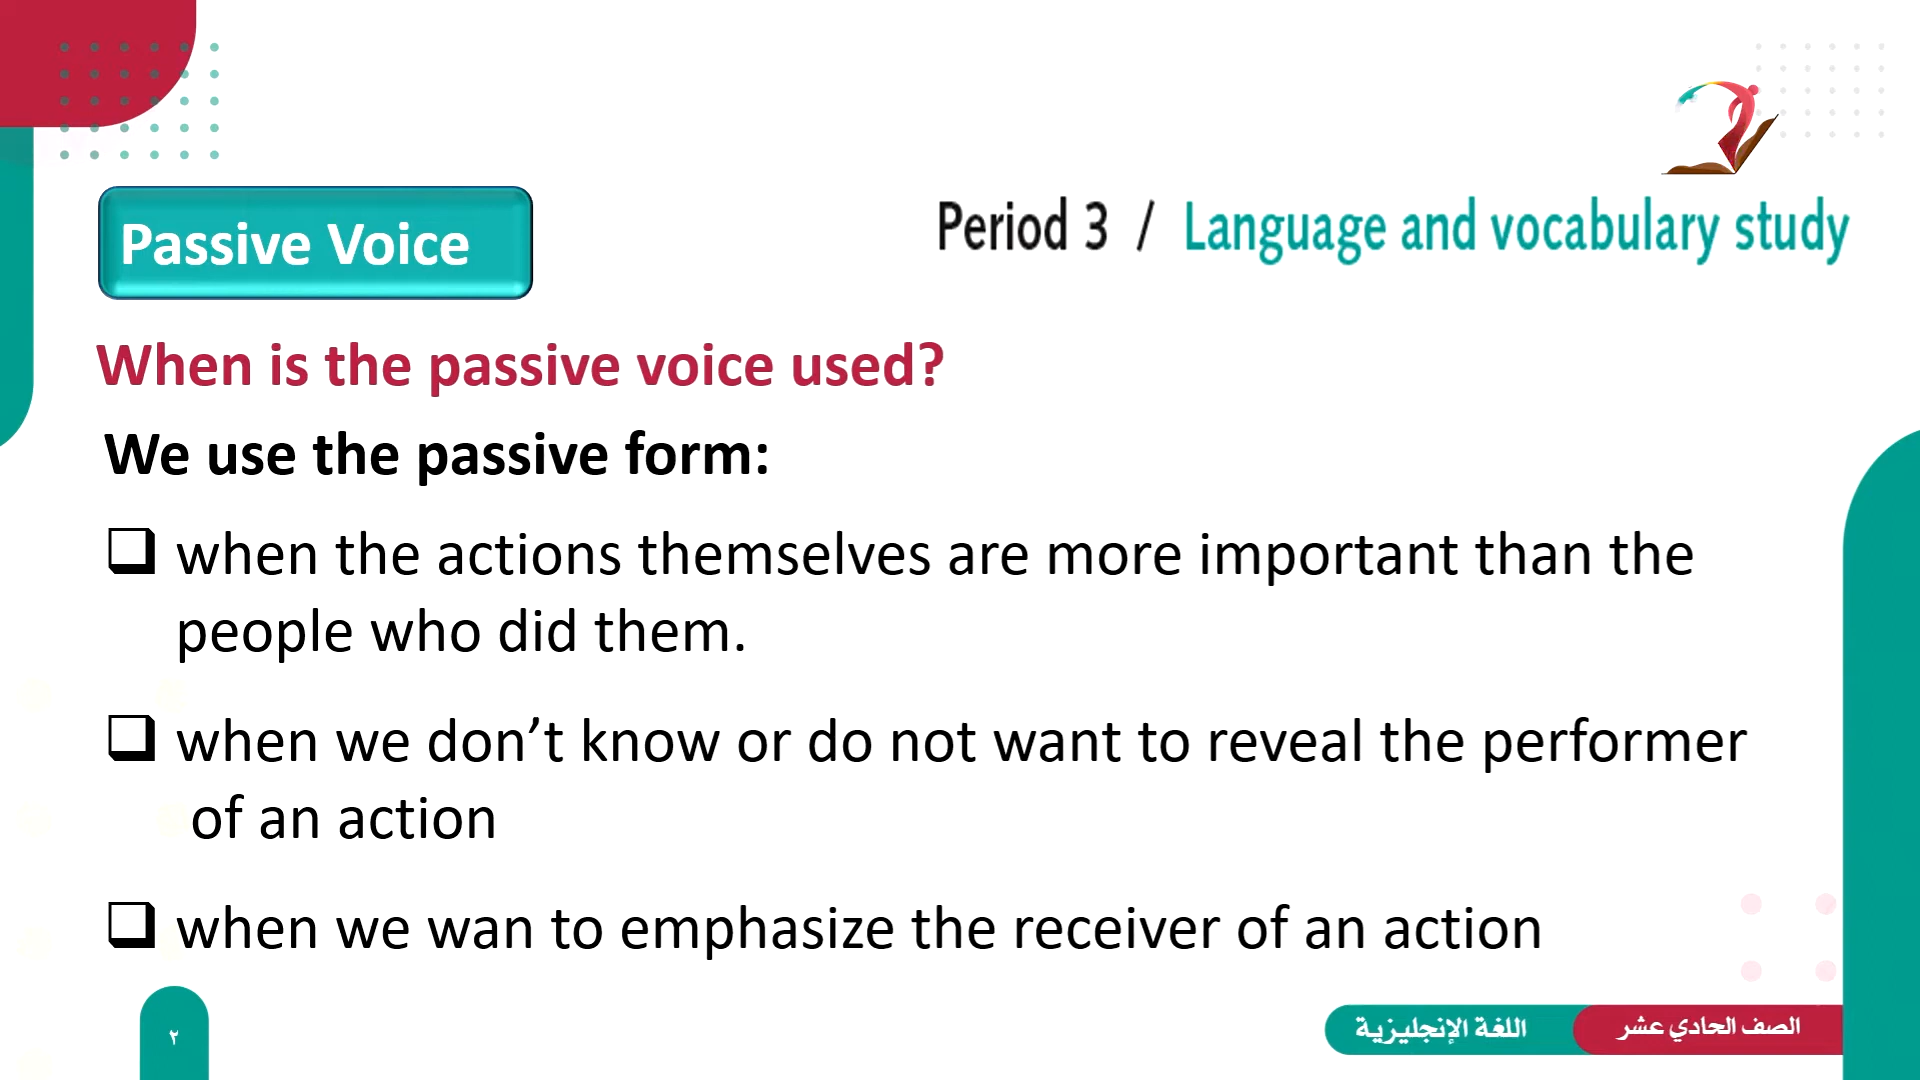 Passive Voice
Period 3 / Language and vocabulary study
When is the passive voice used?
We use the passive form:
when the actions themselves are more important than the
people who did them.
when we don’t know or do not want to reveal the performer
of an action
when we wan to emphasize the receiver of an action
٢
الصف الحادي عشر
اللغة الإنجليزية